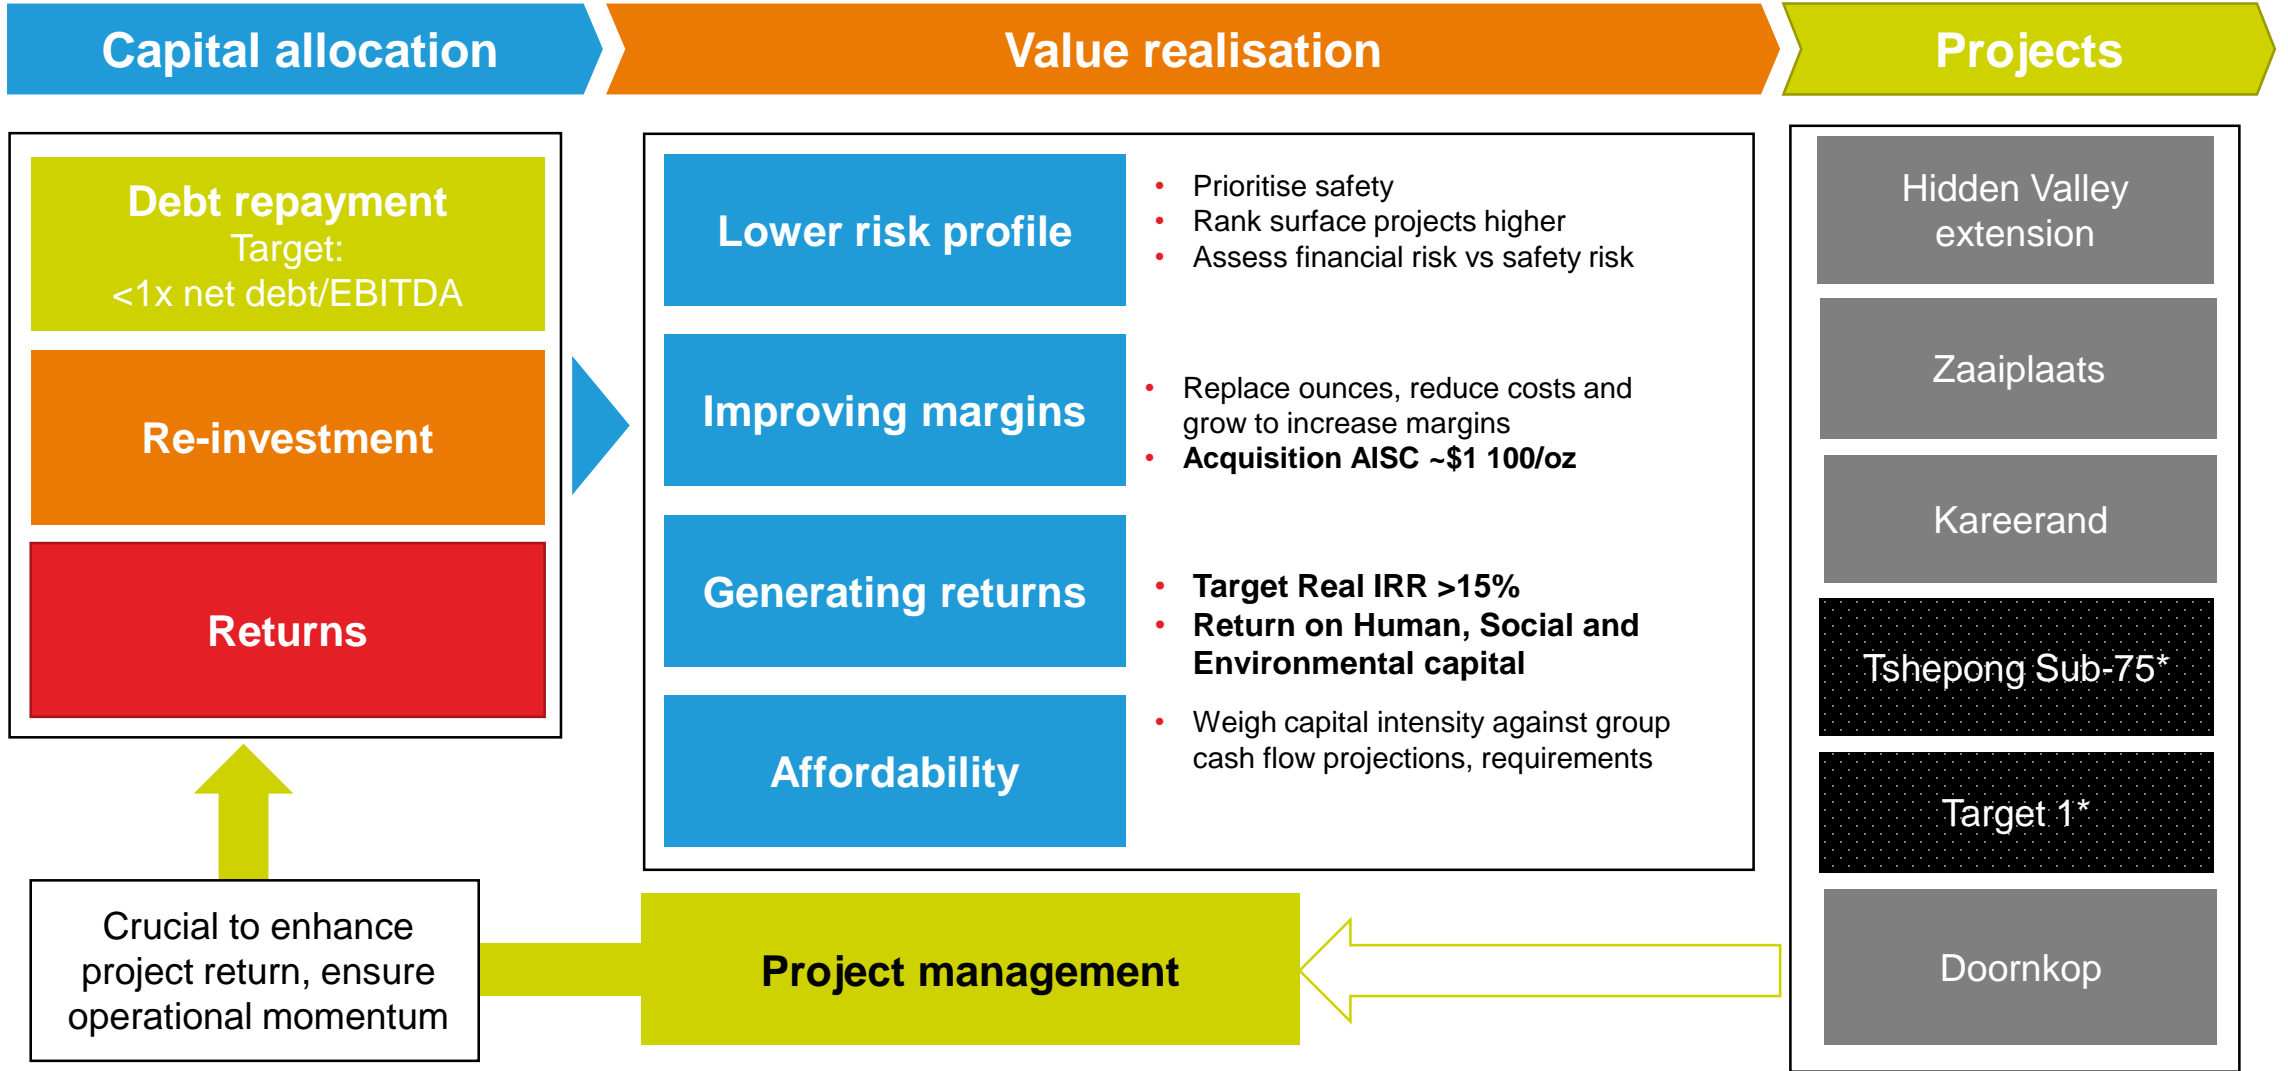 Capital allocation
Value realisation
Projects
Debt repayment
Target:
<1x net debt/EBITDA
Re-investment
Returns
Lower risk profile
• Prioritise safety
• Rank surface projects higher
• Assess financial risk vs safety risk
Improving margins
• Replace ounces, reduce costs and
grow to increase margins
• Acquisition AISC ~$1 100/oz
Generating returns
• Target Real IRR >15%
• Return on Human, Social and
Environmental capital
Affordability
• Weigh capital intensity against group
cash flow projections, requirements
Hidden Valley
extension
Zaaiplaats
Kareerand
Tshepong Sub-75*
Target 1*
Doornkop
Project management
Crucial to enhance
project return, ensure
operational momentum